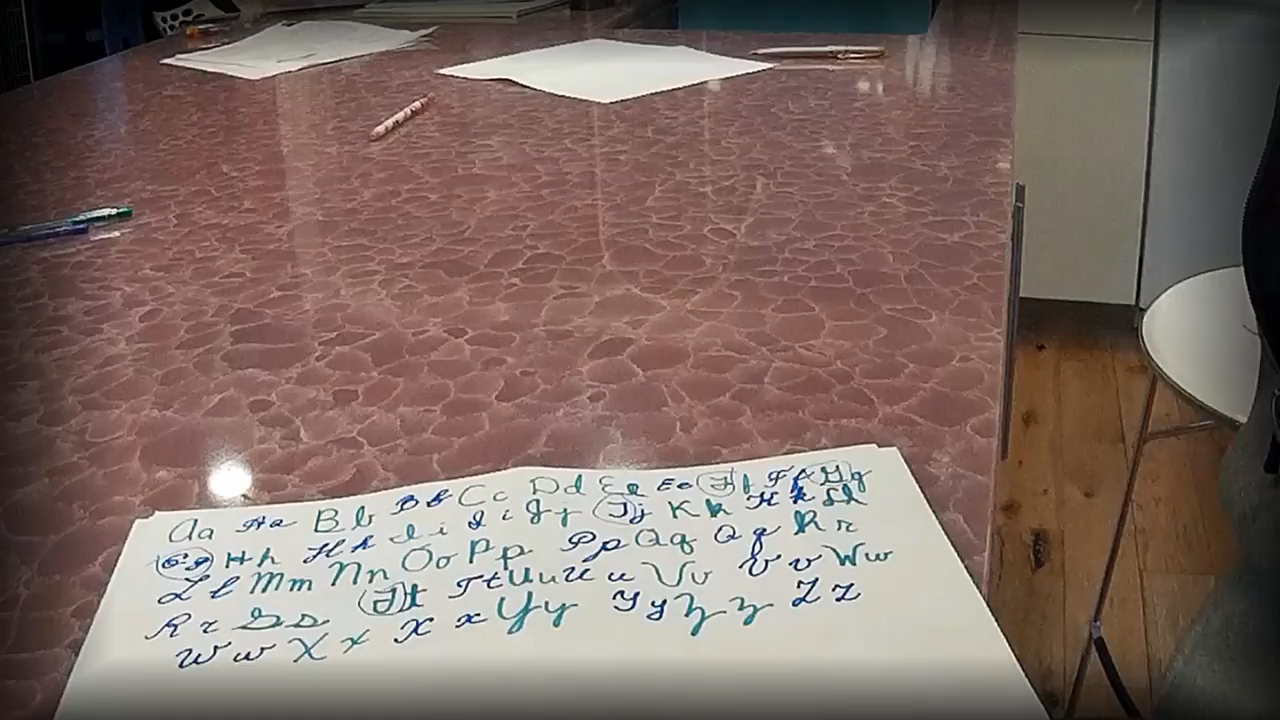 Aa Aa Bb Bb Cc Dd Ee Ee Ff Ff Gg
Gg Hh Hh Ii Ii Jj Jj Kk Kk Ll
Ll Mm Nn Oo Pp Pp Qq Qq Rr
Rr Ss Tt Tt Uu Uu Vv Vv Ww
Ww Xx Xx Yy Yy Zz Zz